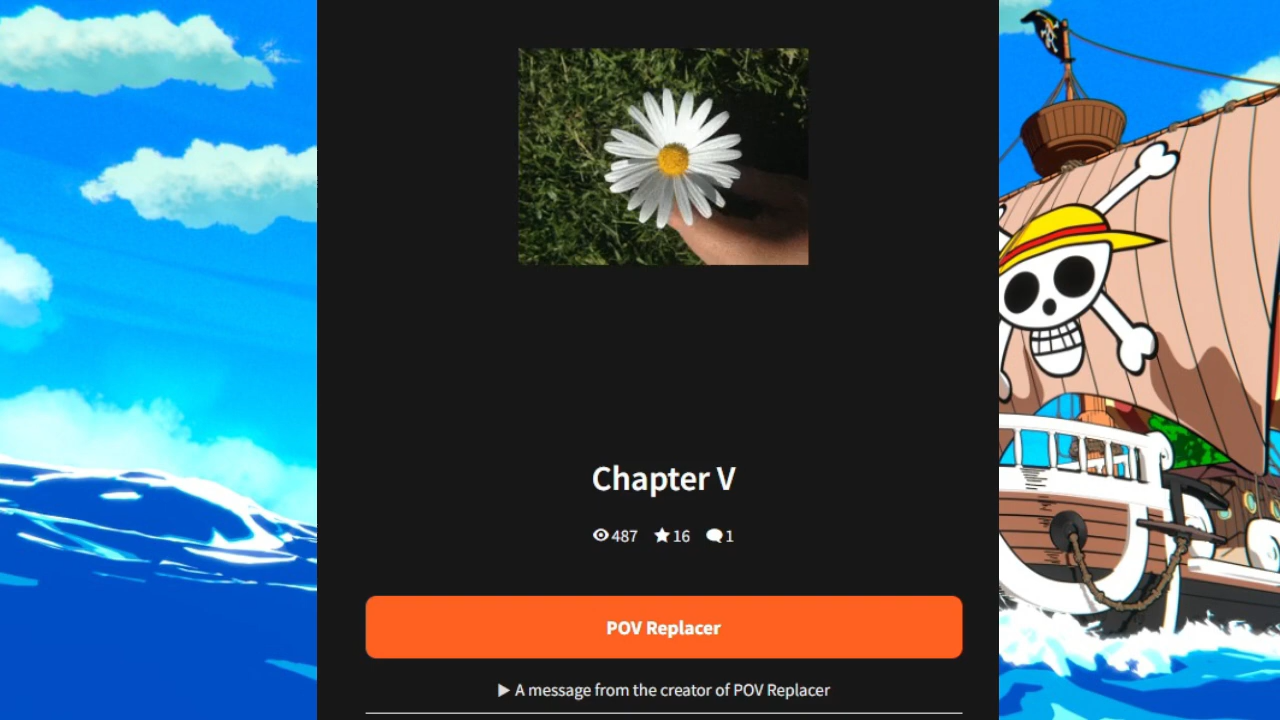 Chapter V
487 16 1
POV Replacer
▶ A message from the creator of POV Replacer